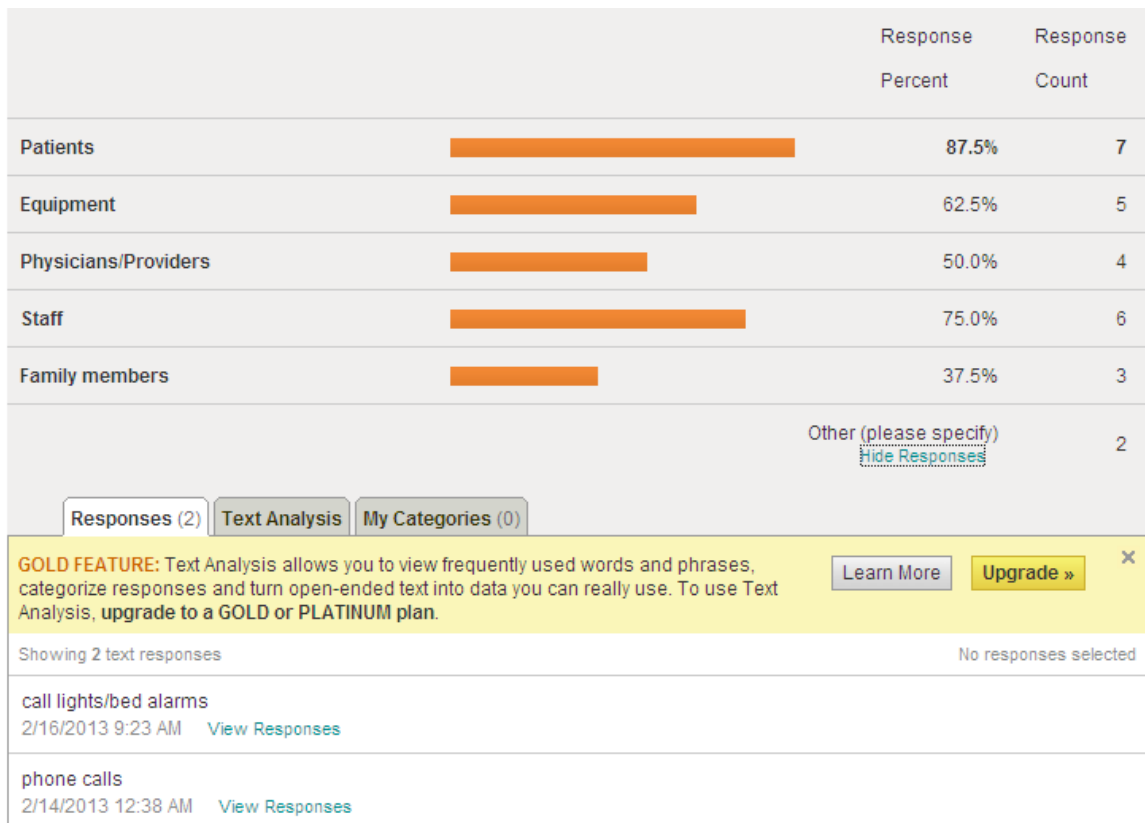 Response Response
Percent Count
Patients 87.5% 7
Equipment 62.5% 5
Physicians/Providers 50.0% 4
Staff 75.0% 6
Family members 37.5% 3
Other (please specify) 2
Hide Responses
Responses (2) Text Analysis My Categories (0)
GOLD FEATURE: Text Analysis allows you to view frequently used words and phrases, Learn More Upgrade »
categorize responses and turn open-ended text into data you can really use. To use Text
Analysis, upgrade to a GOLD or PLATINUM plan.
Showing 2 text responses No responses selected
call lights/bed alarms
2/16/2013 9:23 AM View Responses
phone calls
2/14/2013 12:38 AM View Responses